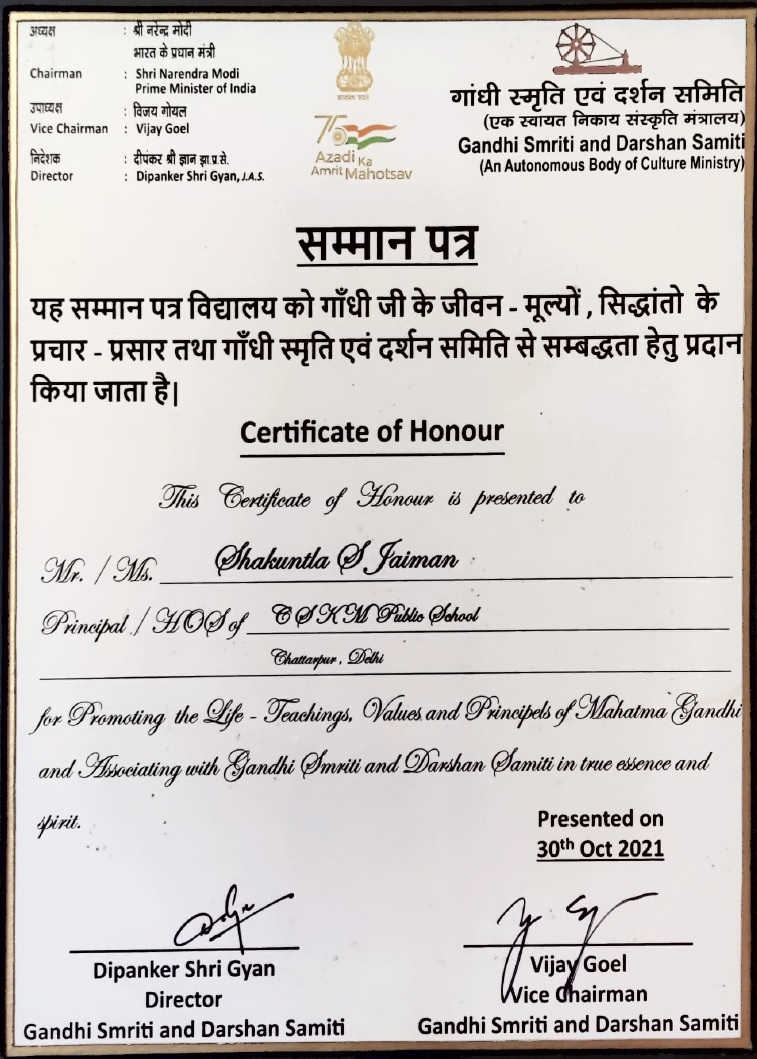 अध्यक्ष : श्री नरेन्द्र मोदी
भारत के प्रधान मंत्री
Chairman : Shri Narendra Modi
Prime Minister of India
उपाध्यक्ष : विजय गोयल
Vice Chairman : Vijay Goel
निदेशक : दीपंकर श्री ज्ञान झा.प्र.से.
Director : Dipanker Shri Gyan, J.A.S.
75
Azadi Ka
Amrit Mahotsav
गांधी स्मृति एवं दर्शन समिति
(एक स्वायत निकाय संस्कृति मंत्रालय)
Gandhi Smriti and Darshan Samiti
(An Autonomous Body of Culture Ministry)
सम्मान पत्र
यह सम्मान पत्र विद्यालय को गाँधी जी के जीवन - मूल्यों , सिद्धांतो के
प्रचार - प्रसार तथा गाँधी स्मृति एवं दर्शन समिति से सम्बद्धता हेतु प्रदान
किया जाता है|
Certificate of Honour
This Certificate of Honour is presented to
Mr. / Ms. Shakuntla S Jaiman
Principal / HOS of C S K M Public School
Chattarpur , Delhi
for Promoting the Life - Teachings, Values and Principels of Mahatma Gandhi
and Associating with Gandhi Smriti and Darshan Samiti in true essence and
spirit.
Presented on
30th Oct 2021
Dipanker Shri Gyan
Director
Gandhi Smriti and Darshan Samiti
Vijay Goel
Vice Chairman
Gandhi Smriti and Darshan Samiti